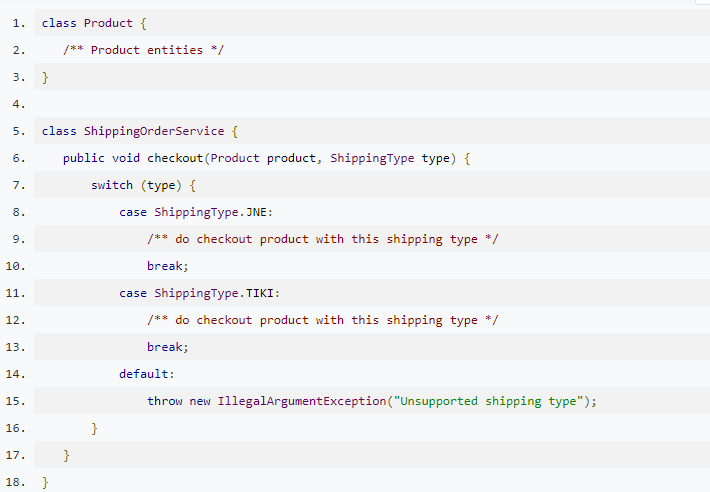 1. class Product {
2.    /** Product entities */
3. }
4.
5. class ShippingOrderService {
6.    public void checkout(Product product, ShippingType type) {
7.        switch (type) {
8.            case ShippingType.JNE:
9.                /** do checkout product with this shipping type */
10.                break;
11.            case ShippingType.TIKI:
12.                /** do checkout product with this shipping type */
13.                break;
14.            default:
15.                throw new IllegalArgumentException("Unsupported shipping type");
16.        }
17.    }
18. }